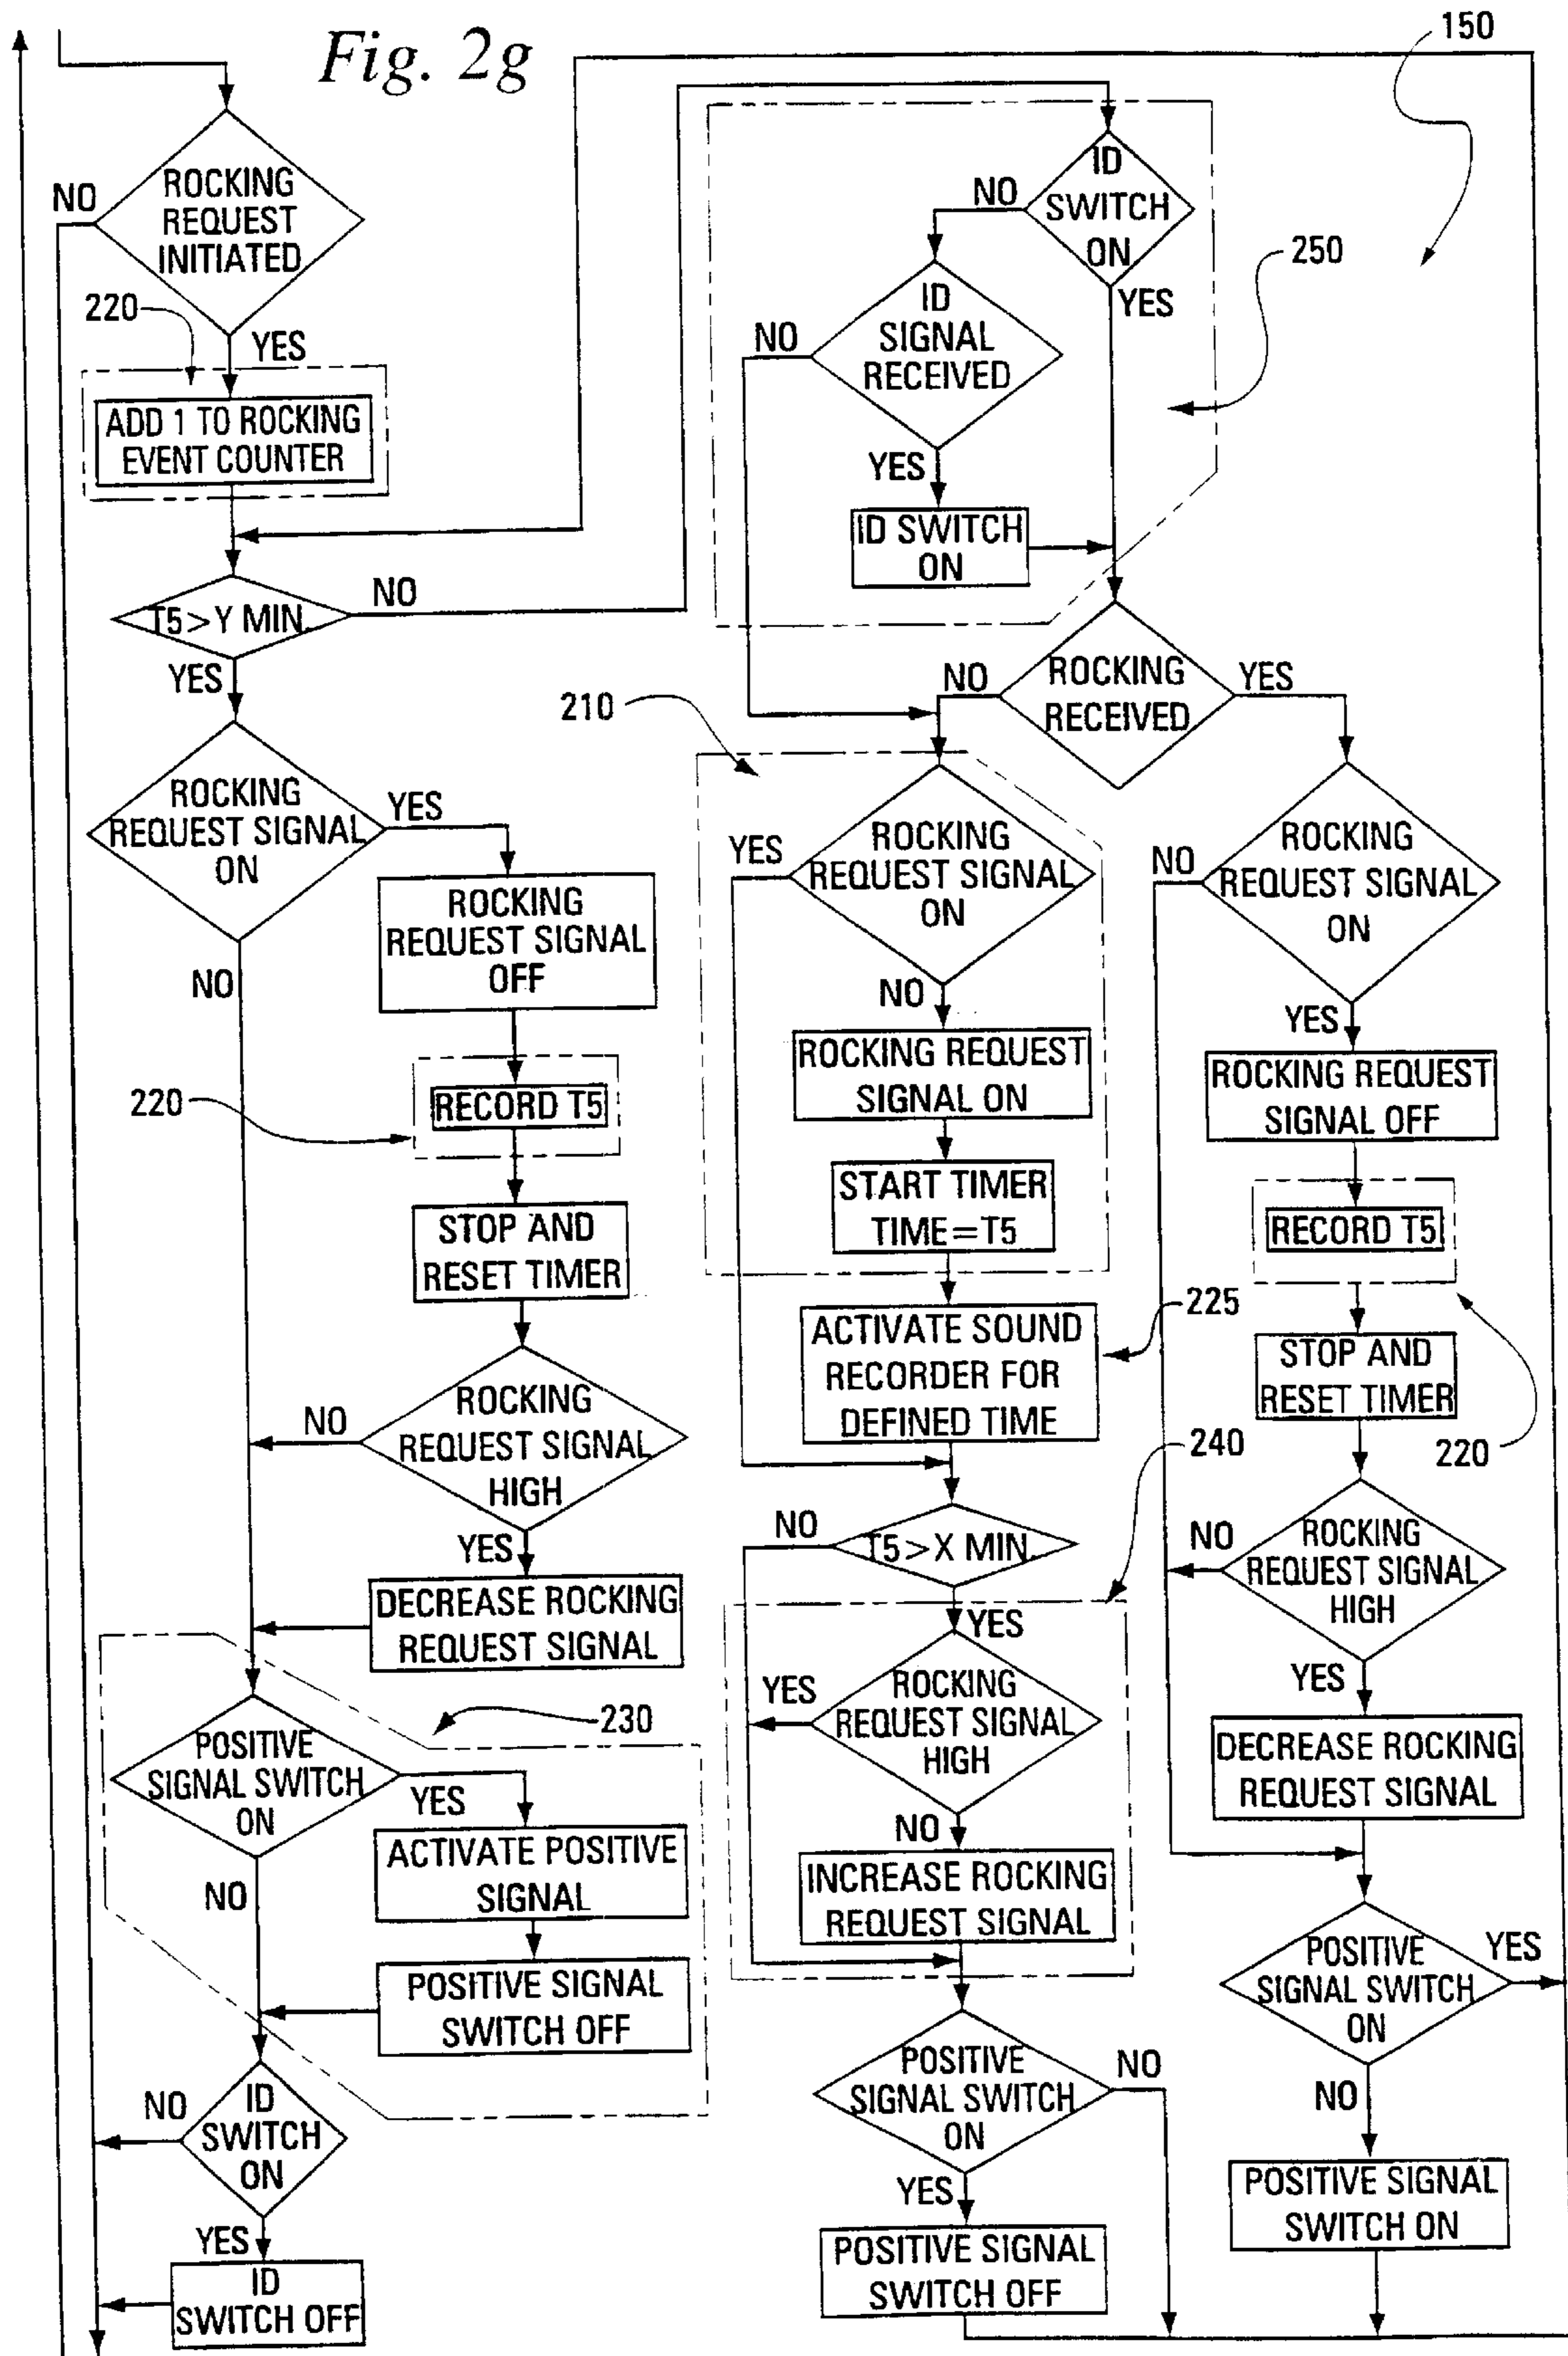 Fig. 2g
150
ROCKING
REQUEST
INITIATED
NO
YES
220
ADD 1 TO ROCKING
EVENT COUNTER
T5>Y MIN.
NO
YES
ROCKING
REQUEST SIGNAL
ON
YES
NO
ROCKING
REQUEST SIGNAL
OFF
220
RECORD T5
STOP AND
RESET TIMER
ROCKING
REQUEST SIGNAL
HIGH
NO
YES
DECREASE ROCKING
REQUEST SIGNAL
230
POSITIVE
SIGNAL SWITCH
ON
YES
NO
ACTIVATE POSITIVE
SIGNAL
POSITIVE SIGNAL
SWITCH OFF
ID
SWITCH
ON
NO
YES
ID
SWITCH OFF
ID
SWITCH
ON
NO
YES
250
ID
SIGNAL
RECEIVED
NO
YES
ID SWITCH
ON
ROCKING
RECEIVED
NO
YES
210
ROCKING
REQUEST SIGNAL
ON
YES
NO
ROCKING REQUEST
SIGNAL ON
START TIMER
TIME=T5
225
ACTIVATE SOUND
RECORDER FOR
DEFINED TIME
240
T5>X MIN.
NO
YES
ROCKING
REQUEST SIGNAL
HIGH
YES
NO
INCREASE ROCKING
REQUEST SIGNAL
POSITIVE
SIGNAL SWITCH
ON
NO
YES
POSITIVE SIGNAL
SWITCH OFF
ROCKING
REQUEST SIGNAL
ON
NO
YES
ROCKING REQUEST
SIGNAL OFF
RECORD T5
220
STOP AND
RESET TIMER
ROCKING
REQUEST SIGNAL
HIGH
NO
YES
DECREASE ROCKING
REQUEST SIGNAL
POSITIVE
SIGNAL SWITCH
ON
YES
NO
POSITIVE SIGNAL
SWITCH ON